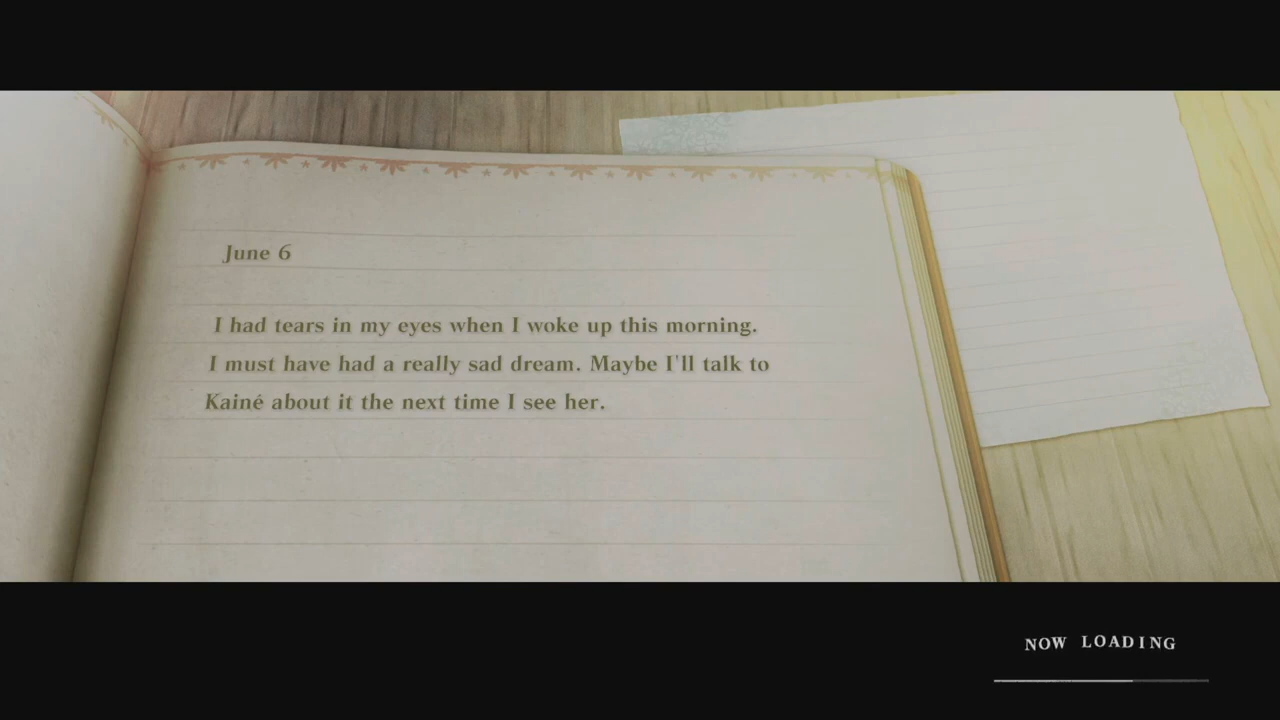 June 6
I had tears in my eyes when I woke up this morning.
I must have had a really sad dream. Maybe I'll talk to
Kainé about it the next time I see her.
NOW LOADING